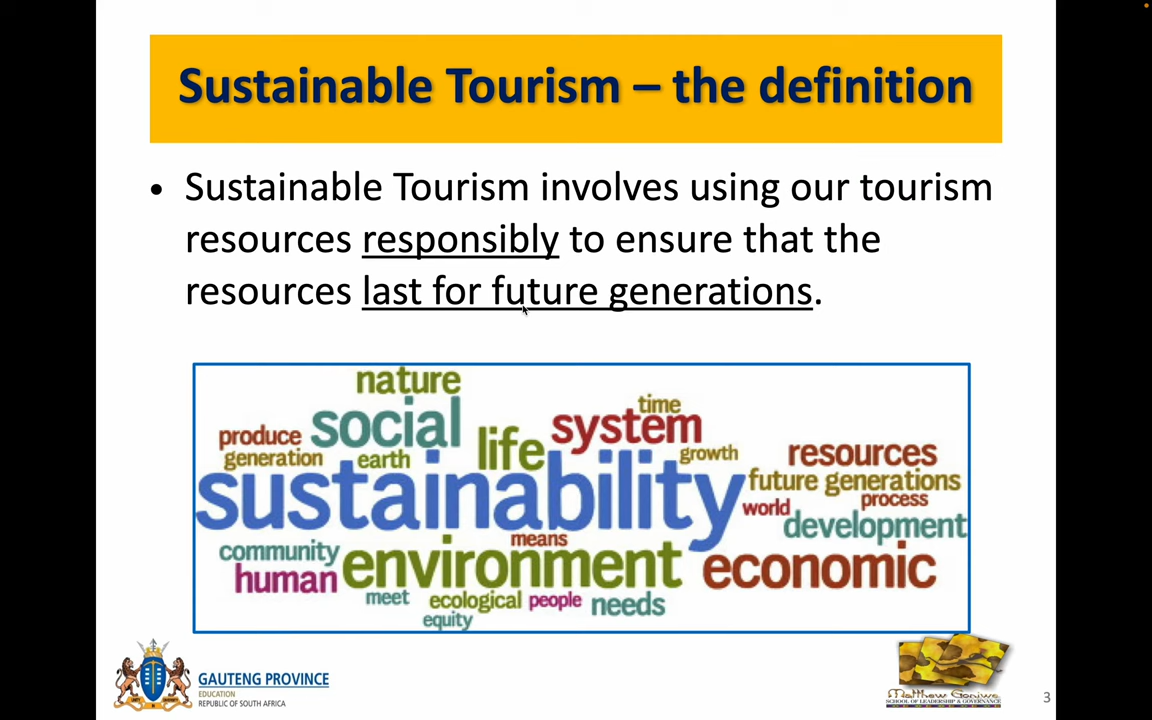 Sustainable Tourism – the definition
• Sustainable Tourism involves using our tourism
resources responsibly to ensure that the
resources last for future generations.
nature
social
system
time
produce
life
growth
resources
generation
earth
future generations
sustainability
world
process
development
community
means
human
environment
economic
meet
ecological
people
needs
equity
GAUTENG PROVINCE
EDUCATION
REPUBLIC OF SOUTH AFRICA
Matthew Goniwe
SCHOOL OF LEADERSHIP & GOVERNANCE
3